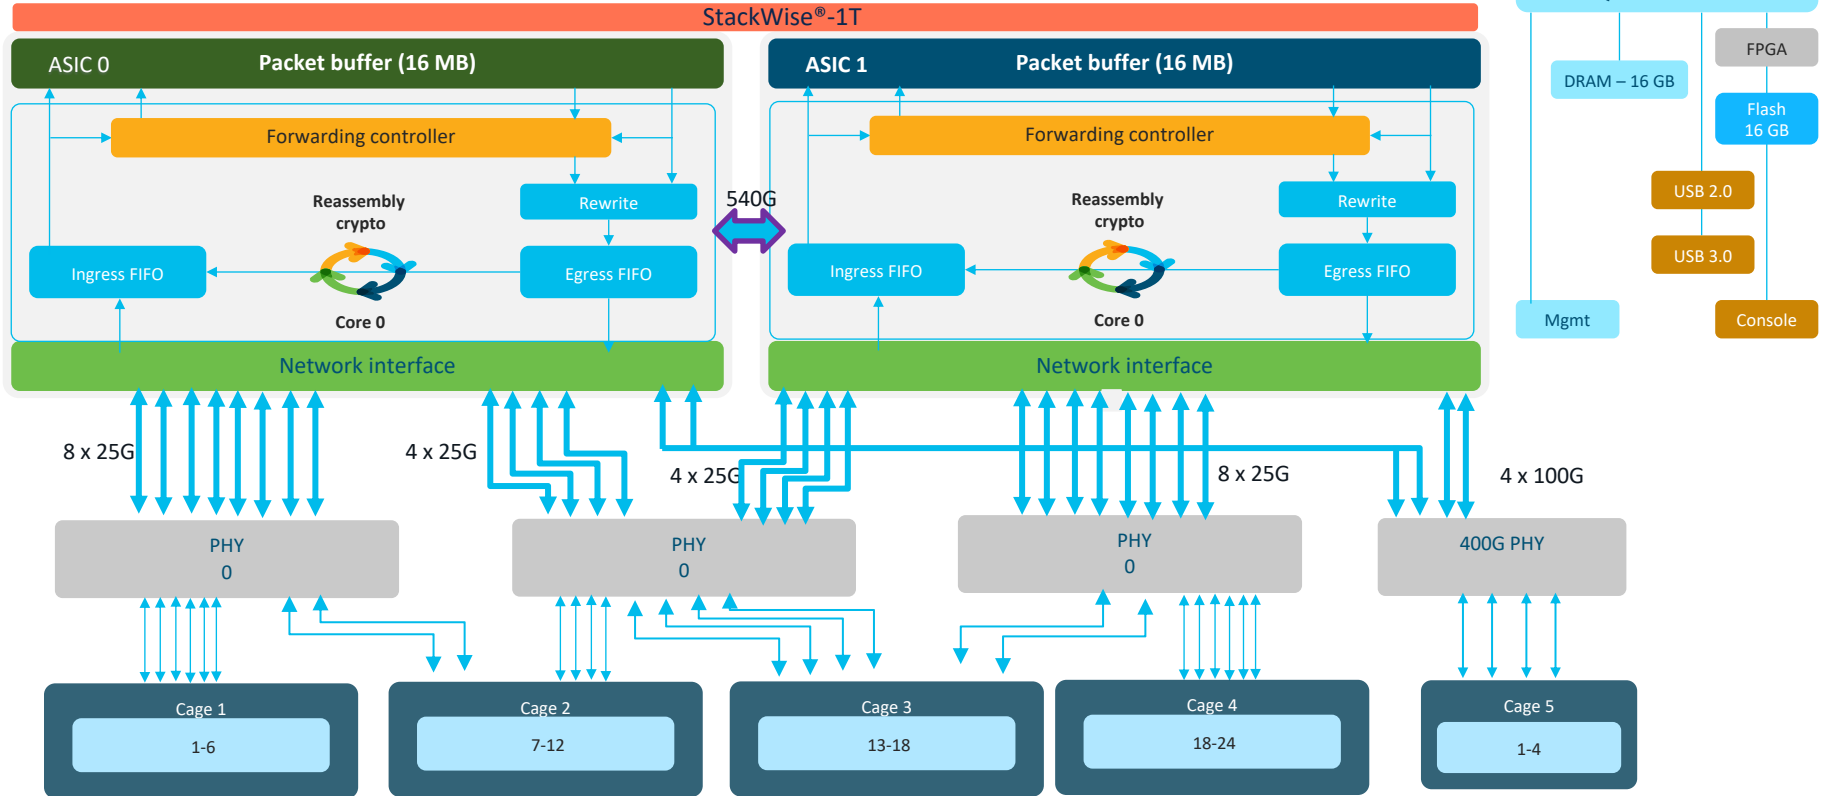 StackWise®-1T
ASIC 0
Packet buffer (16 MB)
Forwarding controller
Rewrite
Reassembly
crypto
Ingress FIFO
Egress FIFO
Core 0
Network interface
540G
ASIC 1
Packet buffer (16 MB)
Forwarding controller
Rewrite
Reassembly
crypto
Ingress FIFO
Egress FIFO
Core 0
Network interface
FPGA
DRAM – 16 GB
Flash
16 GB
USB 2.0
USB 3.0
Mgmt
Console
8 x 25G
4 x 25G
4 x 25G
8 x 25G
4 x 100G
PHY
0
PHY
0
PHY
0
400G PHY
Cage 1
1-6
Cage 2
7-12
Cage 3
13-18
Cage 4
18-24
Cage 5
1-4